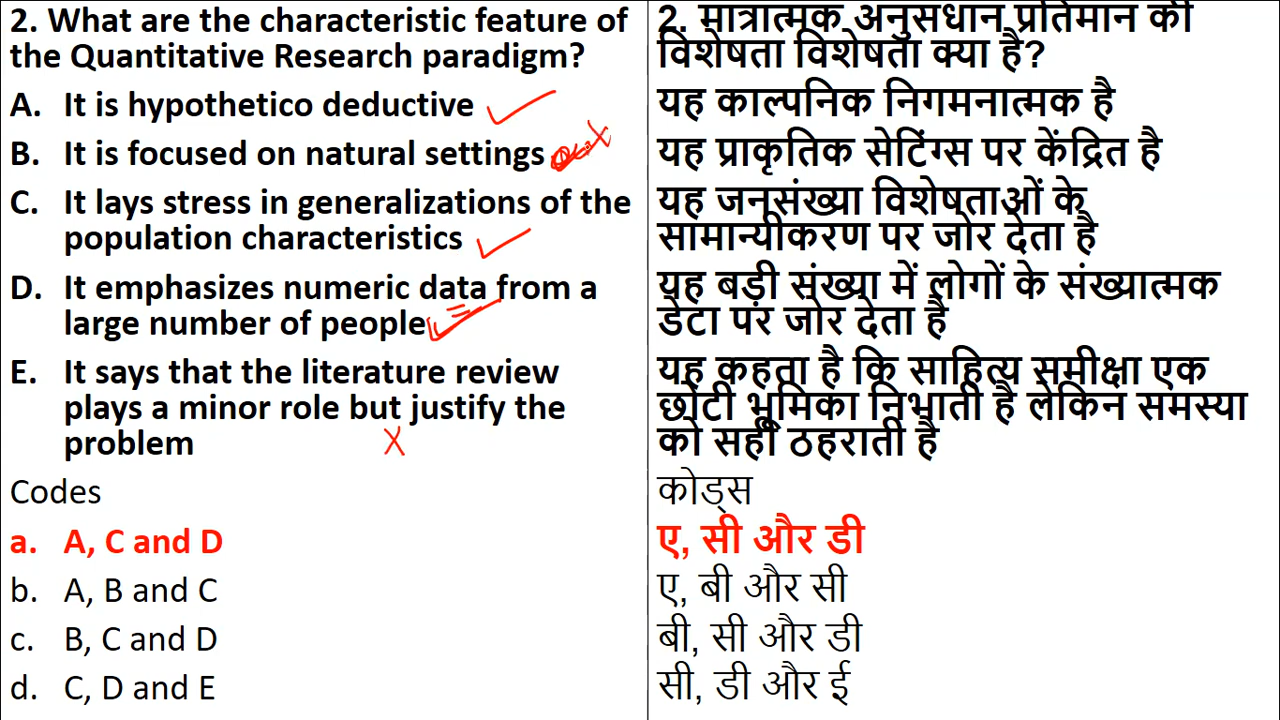 2. What are the characteristic feature of
the Quantitative Research paradigm?
A. It is hypothetico deductive
B. It is focused on natural settings
C. It lays stress in generalizations of the
population characteristics
D. It emphasizes numeric data from a
large number of people
E. It says that the literature review
plays a minor role but justify the
problem
Codes
a. A, C and D
b. A, B and C
c. B, C and D
d. C, D and E
2. मात्रात्मक अनुसंधान प्रतिमान की
विशेषता विशेषता क्या है?
यह काल्पनिक निगमनात्मक है
यह प्राकृतिक सेटिंग्स पर केंद्रित है
यह जनसंख्या विशेषताओं के
सामान्यीकरण पर जोर देता है
यह बड़ी संख्या में लोगों के संख्यात्मक
डेटा पर जोर देता है
यह कहता है कि साहित्य समीक्षा एक
छोटी भूमिका निभाती है लेकिन समस्या
को सही ठहराती है
कोड्स
ए, सी और डी
ए, बी और सी
बी, सी और डी
सी, डी और ई